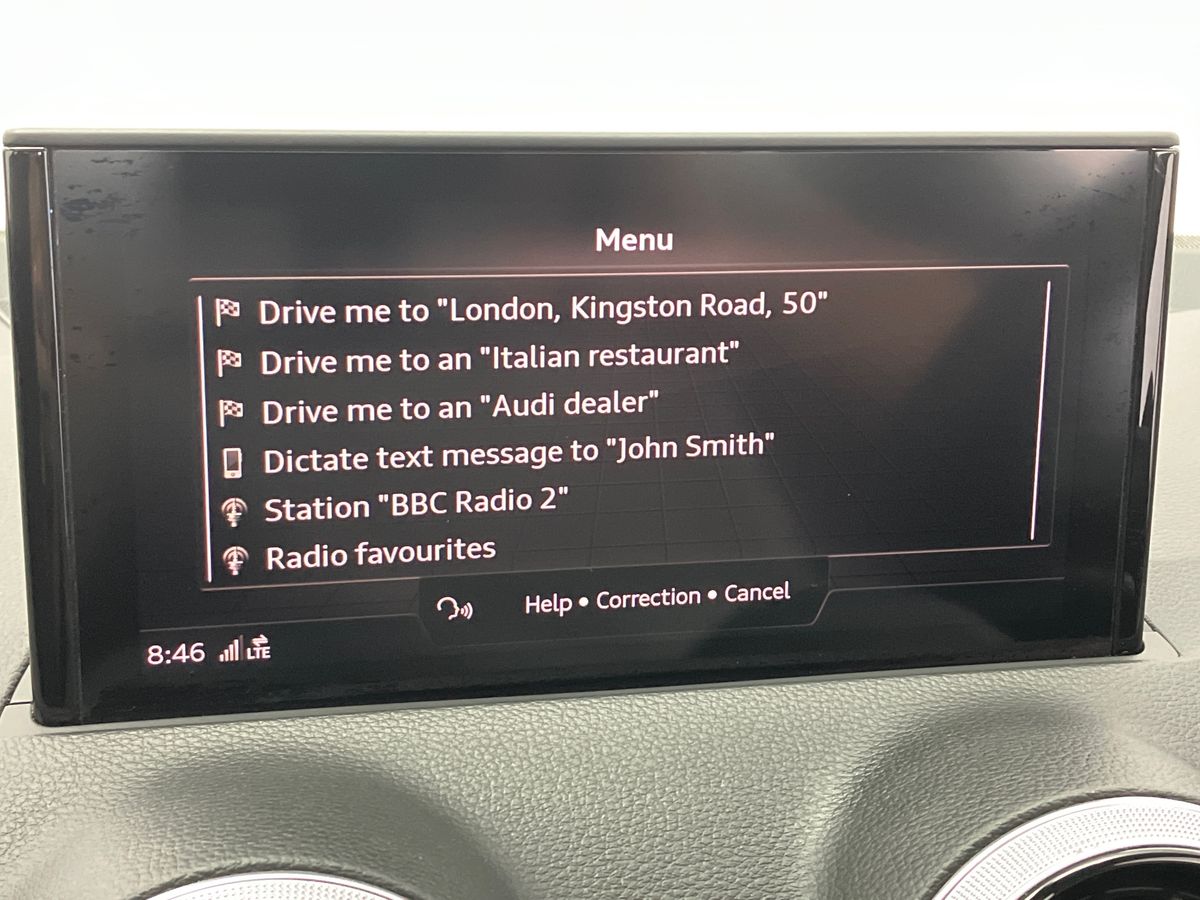 Menu
Drive me to "London, Kingston Road, 50"
Drive me to an "Italian restaurant"
Drive me to an "Audi dealer"
Dictate text message to "John Smith"
Station "BBC Radio 2"
Radio favourites
Help • Correction • Cancel
8:46 LTE